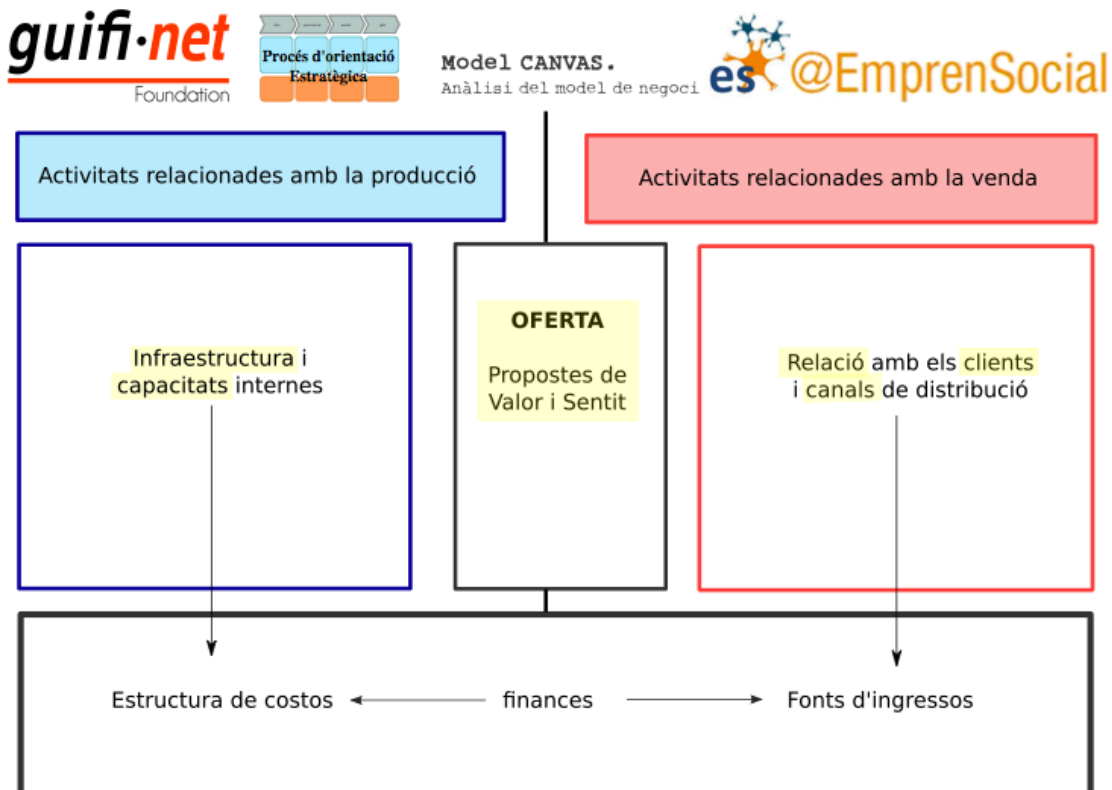 guifi·net
Foundation
Procés d'orientació
Estratègica
Model CANVAS.
Anàlisi del model de negoci
es @EmprenSocial
Activitats relacionades amb la producció
Activitats relacionades amb la venda
Infraestructura i
capacitats internes
OFERTA
Propostes de
Valor i Sentit
Relació amb els clients
i canals de distribució
Estructura de costos
finances
Fonts d'ingressos